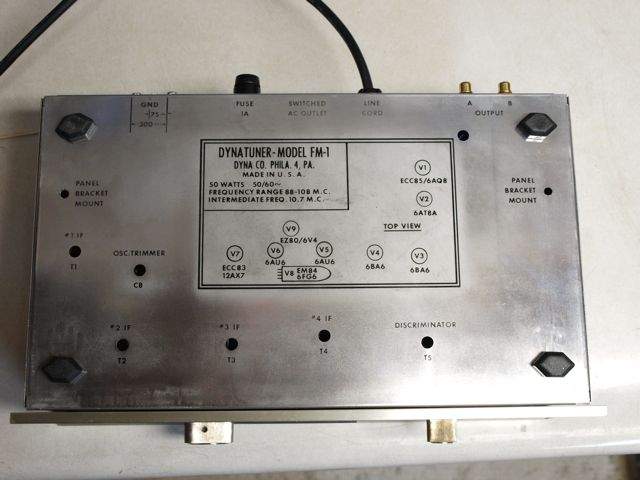 GND
75
300
FUSE
1A
SWITCHED
AC OUTLET
LINE
CORD
A
B
OUTPUT
DYNATUNER-MODEL FM-1
DYNA CO. PHILA. 4, PA.
MADE IN U.S.A.
50 WATTS 50/60~
FREQUENCY RANGE 88-108 M.C.
INTERMEDIATE FREQ. 10.7 M.C.
V1
ECC85/6AQ8
V2
6AT8A
TOP VIEW
V9
EZ80/6V4
V7
ECC83
12AX7
V6
6AU6
V5
6AU6
V8 EM84
6FG6
V4
6BA6
V3
6BA6
PANEL
BRACKET
MOUNT
PANEL
BRACKET
MOUNT
#1 IF
T1
OSC.TRIMMER
C8
#2 IF
T2
#3 IF
T3
#4 IF
T4
DISCRIMINATOR
T5